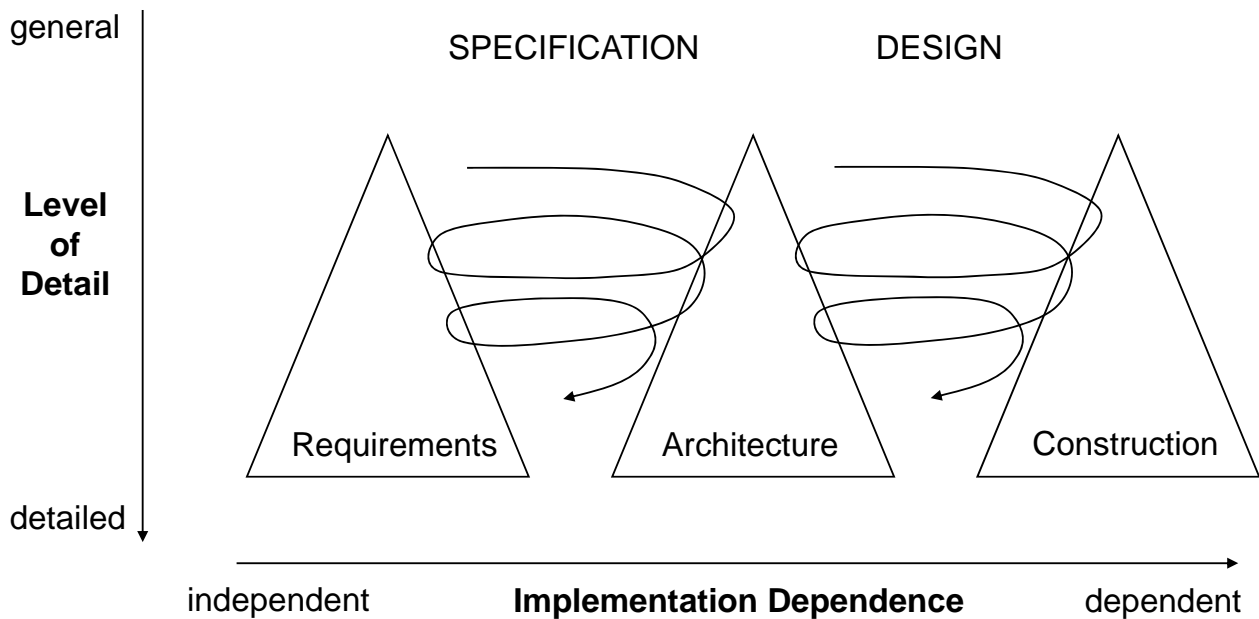 general
SPECIFICATION
DESIGN
Level
of
Detail
Requirements
Architecture
Construction
detailed
independent
Implementation Dependence
dependent